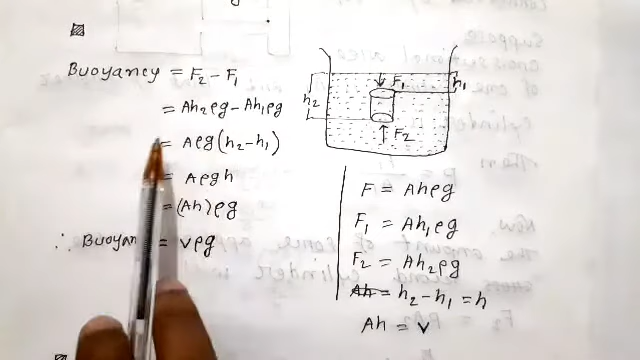 Buoyancy = F₂ - F₁
= Ah₂ρg - Ah₁ρg
= Aρg(h₂-h₁)
= Aρgh
= (Ah)ρg
∴ Buoyan = vρg
F₁
h₁
h₂
F₂
F = Ahρg
F₁ = Ah₁ρg
F₂ = Ah₂ρg
A̶h̶ = h₂ - h₁ = h
Ah = v